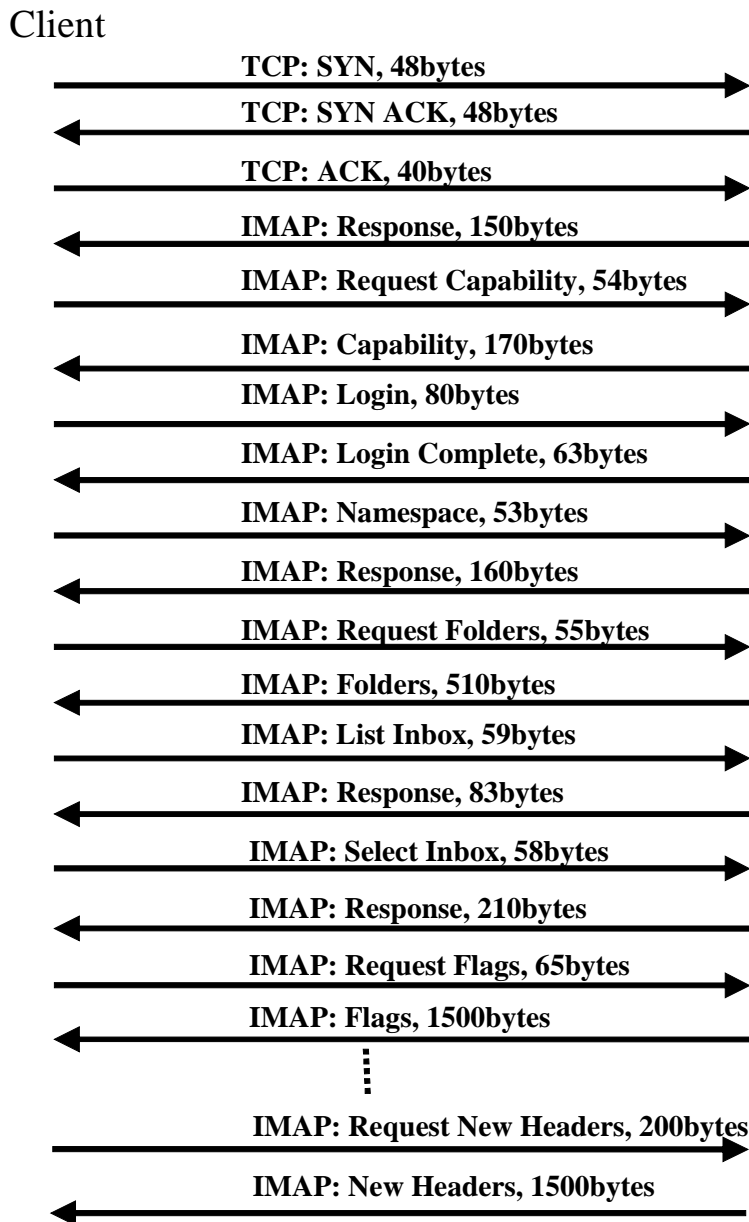 Client
TCP: SYN, 48bytes
TCP: SYN ACK, 48bytes
TCP: ACK, 40bytes
IMAP: Response, 150bytes
IMAP: Request Capability, 54bytes
IMAP: Capability, 170bytes
IMAP: Login, 80bytes
IMAP: Login Complete, 63bytes
IMAP: Namespace, 53bytes
IMAP: Response, 160bytes
IMAP: Request Folders, 55bytes
IMAP: Folders, 510bytes
IMAP: List Inbox, 59bytes
IMAP: Response, 83bytes
IMAP: Select Inbox, 58bytes
IMAP: Response, 210bytes
IMAP: Request Flags, 65bytes
IMAP: Flags, 1500bytes
IMAP: Request New Headers, 200bytes
IMAP: New Headers, 1500bytes